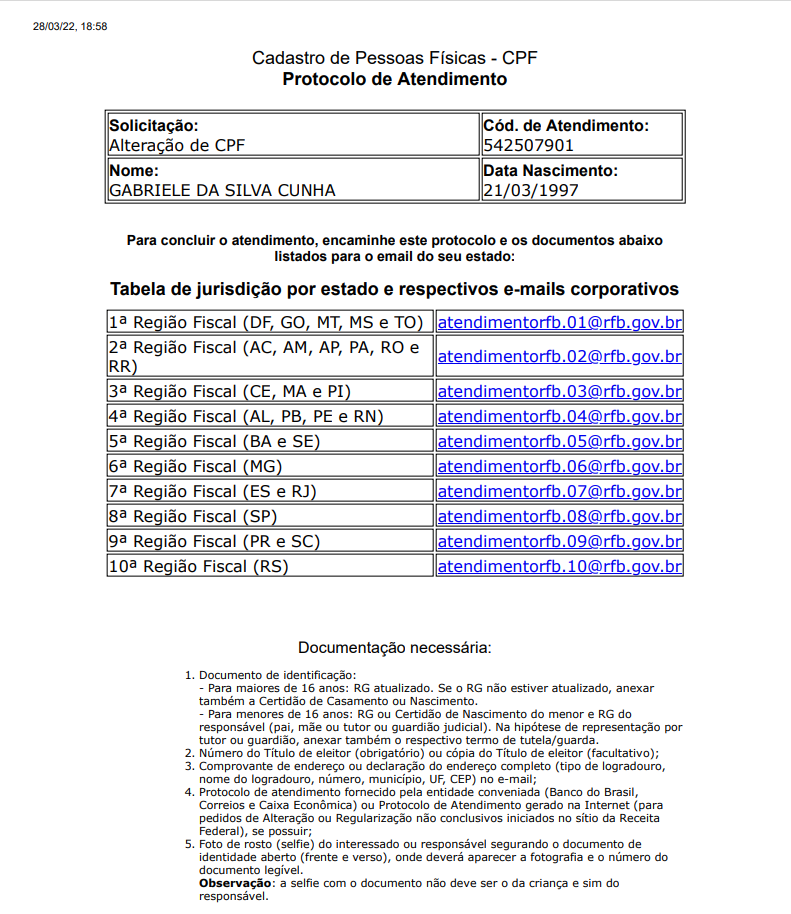 28/03/22, 18:58
Cadastro de Pessoas Físicas - CPF
Protocolo de Atendimento
Solicitação:
Alteração de CPF
Cód. de Atendimento:
542507901
Nome:
GABRIELE DA SILVA CUNHA
Data Nascimento:
21/03/1997
Para concluir o atendimento, encaminhe este protocolo e os documentos abaixo
listados para o email do seu estado:
Tabela de jurisdição por estado e respectivos e-mails corporativos
1ª Região Fiscal (DF, GO, MT, MS e TO) atendimentorfb.01@rfb.gov.br
2ª Região Fiscal (AC, AM, AP, PA, RO e
RR) atendimentorfb.02@rfb.gov.br
3ª Região Fiscal (CE, MA e PI) atendimentorfb.03@rfb.gov.br
4ª Região Fiscal (AL, PB, PE e RN) atendimentorfb.04@rfb.gov.br
5ª Região Fiscal (BA e SE) atendimentorfb.05@rfb.gov.br
6ª Região Fiscal (MG) atendimentorfb.06@rfb.gov.br
7ª Região Fiscal (ES e RJ) atendimentorfb.07@rfb.gov.br
8ª Região Fiscal (SP) atendimentorfb.08@rfb.gov.br
9ª Região Fiscal (PR e SC) atendimentorfb.09@rfb.gov.br
10ª Região Fiscal (RS) atendimentorfb.10@rfb.gov.br
Documentação necessária:
1. Documento de identificação:
- Para maiores de 16 anos: RG atualizado. Se o RG não estiver atualizado, anexar
também a Certidão de Casamento ou Nascimento.
- Para menores de 16 anos: RG ou Certidão de Nascimento do menor e RG do
responsável (pai, mãe ou tutor ou guardião judicial). Na hipótese de representação por
tutor ou guardião, anexar também o respectivo termo de tutela/guarda.
2. Número do Título de eleitor (obrigatório) ou cópia do Título de eleitor (facultativo);
3. Comprovante de endereço ou declaração do endereço completo (tipo de logradouro,
nome do logradouro, número, município, UF, CEP) no e-mail;
4. Protocolo de atendimento fornecido pela entidade conveniada (Banco do Brasil,
Correios e Caixa Econômica) ou Protocolo de Atendimento gerado na Internet (para
pedidos de Alteração ou Regularização não conclusivos iniciados no sítio da Receita
Federal), se possuir;
5. Foto de rosto (selfie) do interessado ou responsável segurando o documento de
identidade aberto (frente e verso), onde deverá aparecer a fotografia e o número do
documento legível.
Observação: a selfie com o documento não deve ser o da criança e sim do
responsável.